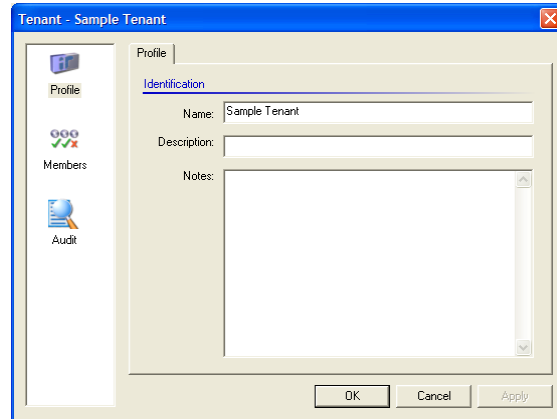 Tenant - Sample Tenant
Profile
Members
Audit
Profile
Identification
Name: Sample Tenant
Description:
Notes:
OK Cancel Apply